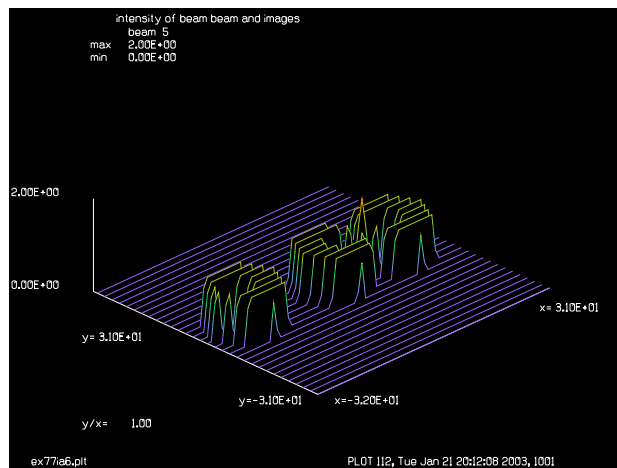 intensity of beam beam and images
beam 5
max 2.00E+00
min 0.00E+00
2.00E+00
0.00E+00
x= 3.10E+01
y= 3.10E+01
y=-3.10E+01 x=-3.20E+01
y/x= 1.00
ex77ia6.plt PLOT 112, Tue Jan 21 20:12:08 2003, 1001